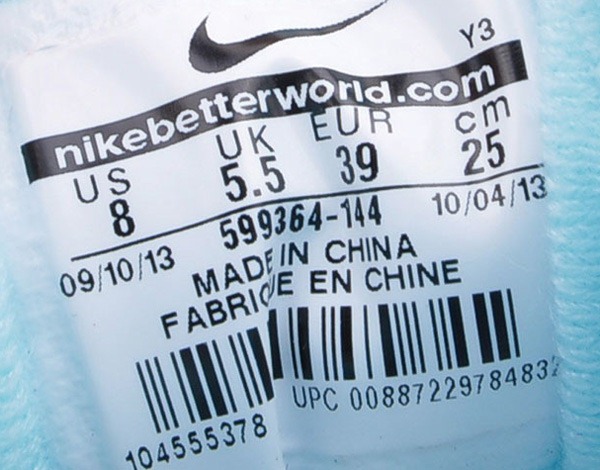 Y3
nikebetterworld.com
US UK EUR cm
8 5.5 39 25
09/10/13 599364-144 10/04/13
MADE IN CHINA
FABRIQUE EN CHINE
104555378 UPC 00887229784832